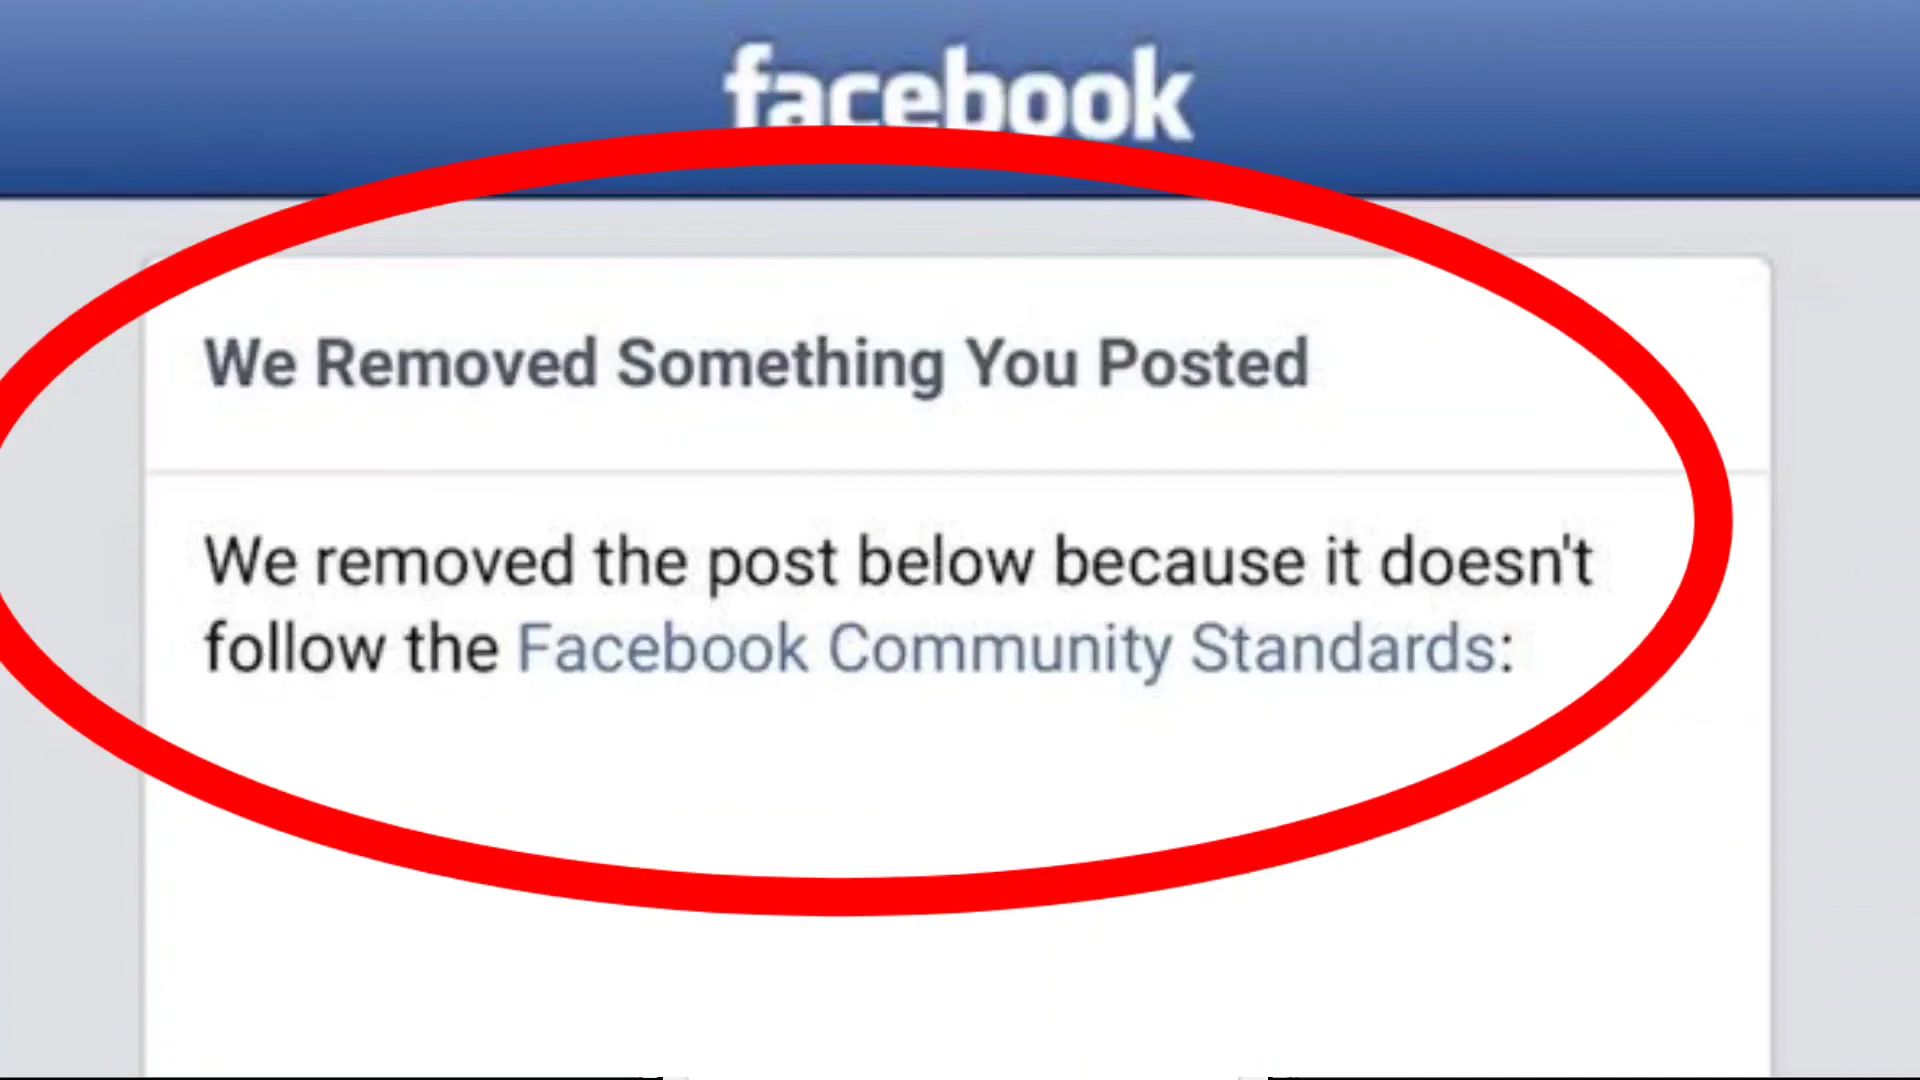 facebook
We Removed Something You Posted
We removed the post below because it doesn't
follow the Facebook Community Standards: